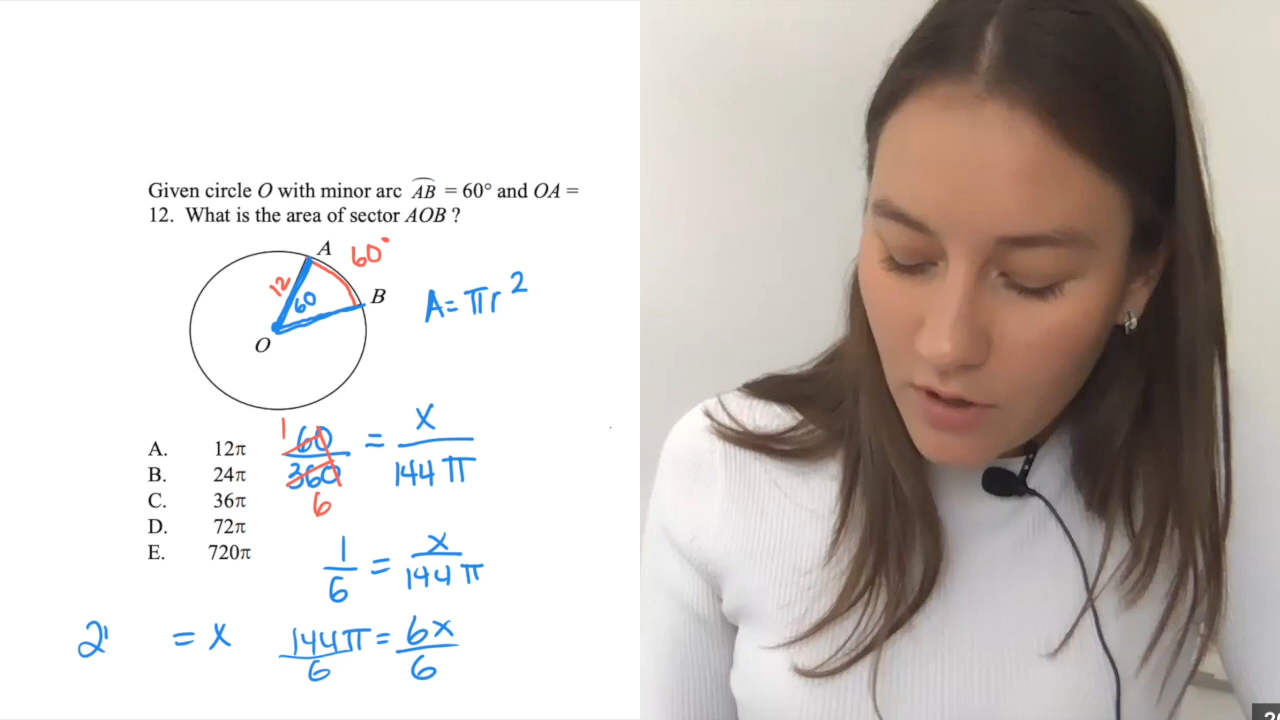 Given circle O with minor arc AB = 60° and OA =
12. What is the area of sector AOB ?
A 60°
12 60 B
O
A = πr²
A. 12π
B. 24π
C. 36π
D. 72π
E. 720π
1
60/360 = x/144π
6
1/6 = x/144π
2 = x 144π/6 = 6x/6